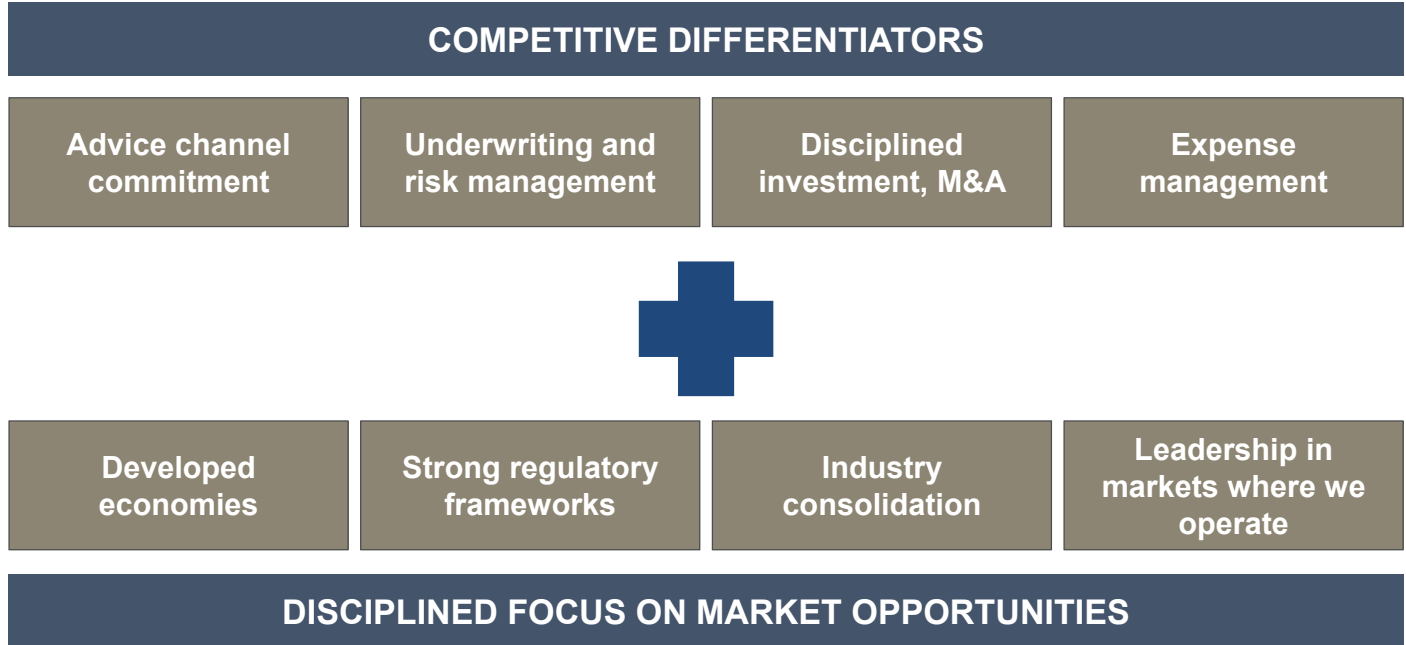 COMPETITIVE DIFFERENTIATORS
Advice channel
commitment
Underwriting and
risk management
Disciplined
investment, M&A
Expense
management
Developed
economies
Strong regulatory
frameworks
Industry
consolidation
Leadership in
markets where we
operate
DISCIPLINED FOCUS ON MARKET OPPORTUNITIES